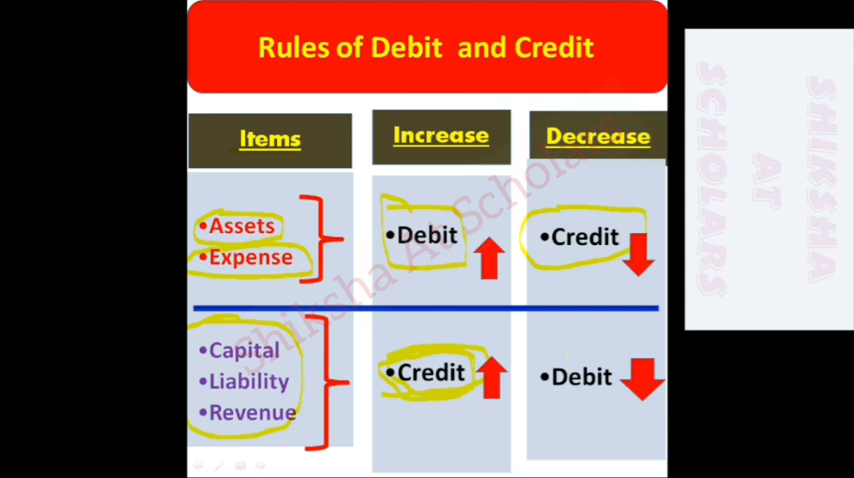 Rules of Debit and Credit
Items
Increase
Decrease
•Assets
•Expense
•Debit
•Credit
•Capital
•Liability
•Revenue
•Credit
•Debit
Shiksha At Scholars
SHIKSHA
AT
SCHOLARS